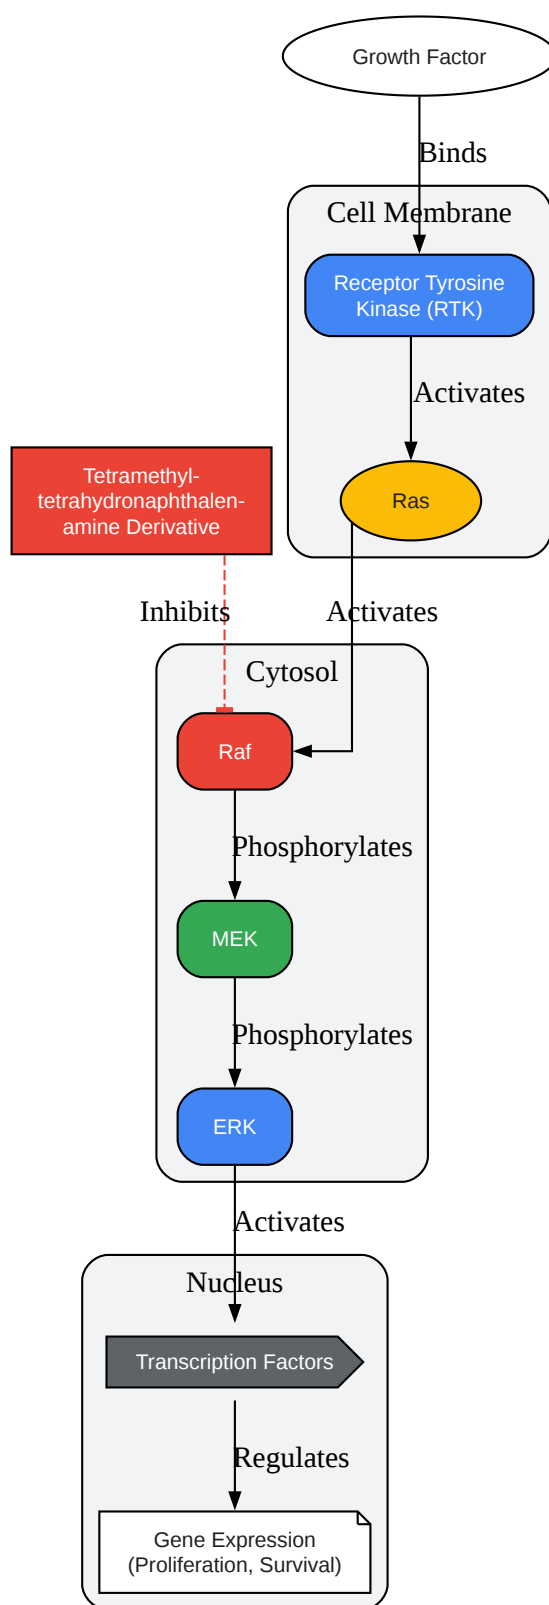 Growth Factor
Binds
Cell Membrane
Receptor Tyrosine
Kinase (RTK)
Activates
Tetramethyl-
tetrahydronaphthalen-
amine Derivative
Ras
Inhibits
Activates
Cytosol
Raf
Phosphorylates
MEK
Phosphorylates
ERK
Activates
Nucleus
Transcription Factors
Regulates
Gene Expression
(Proliferation, Survival)